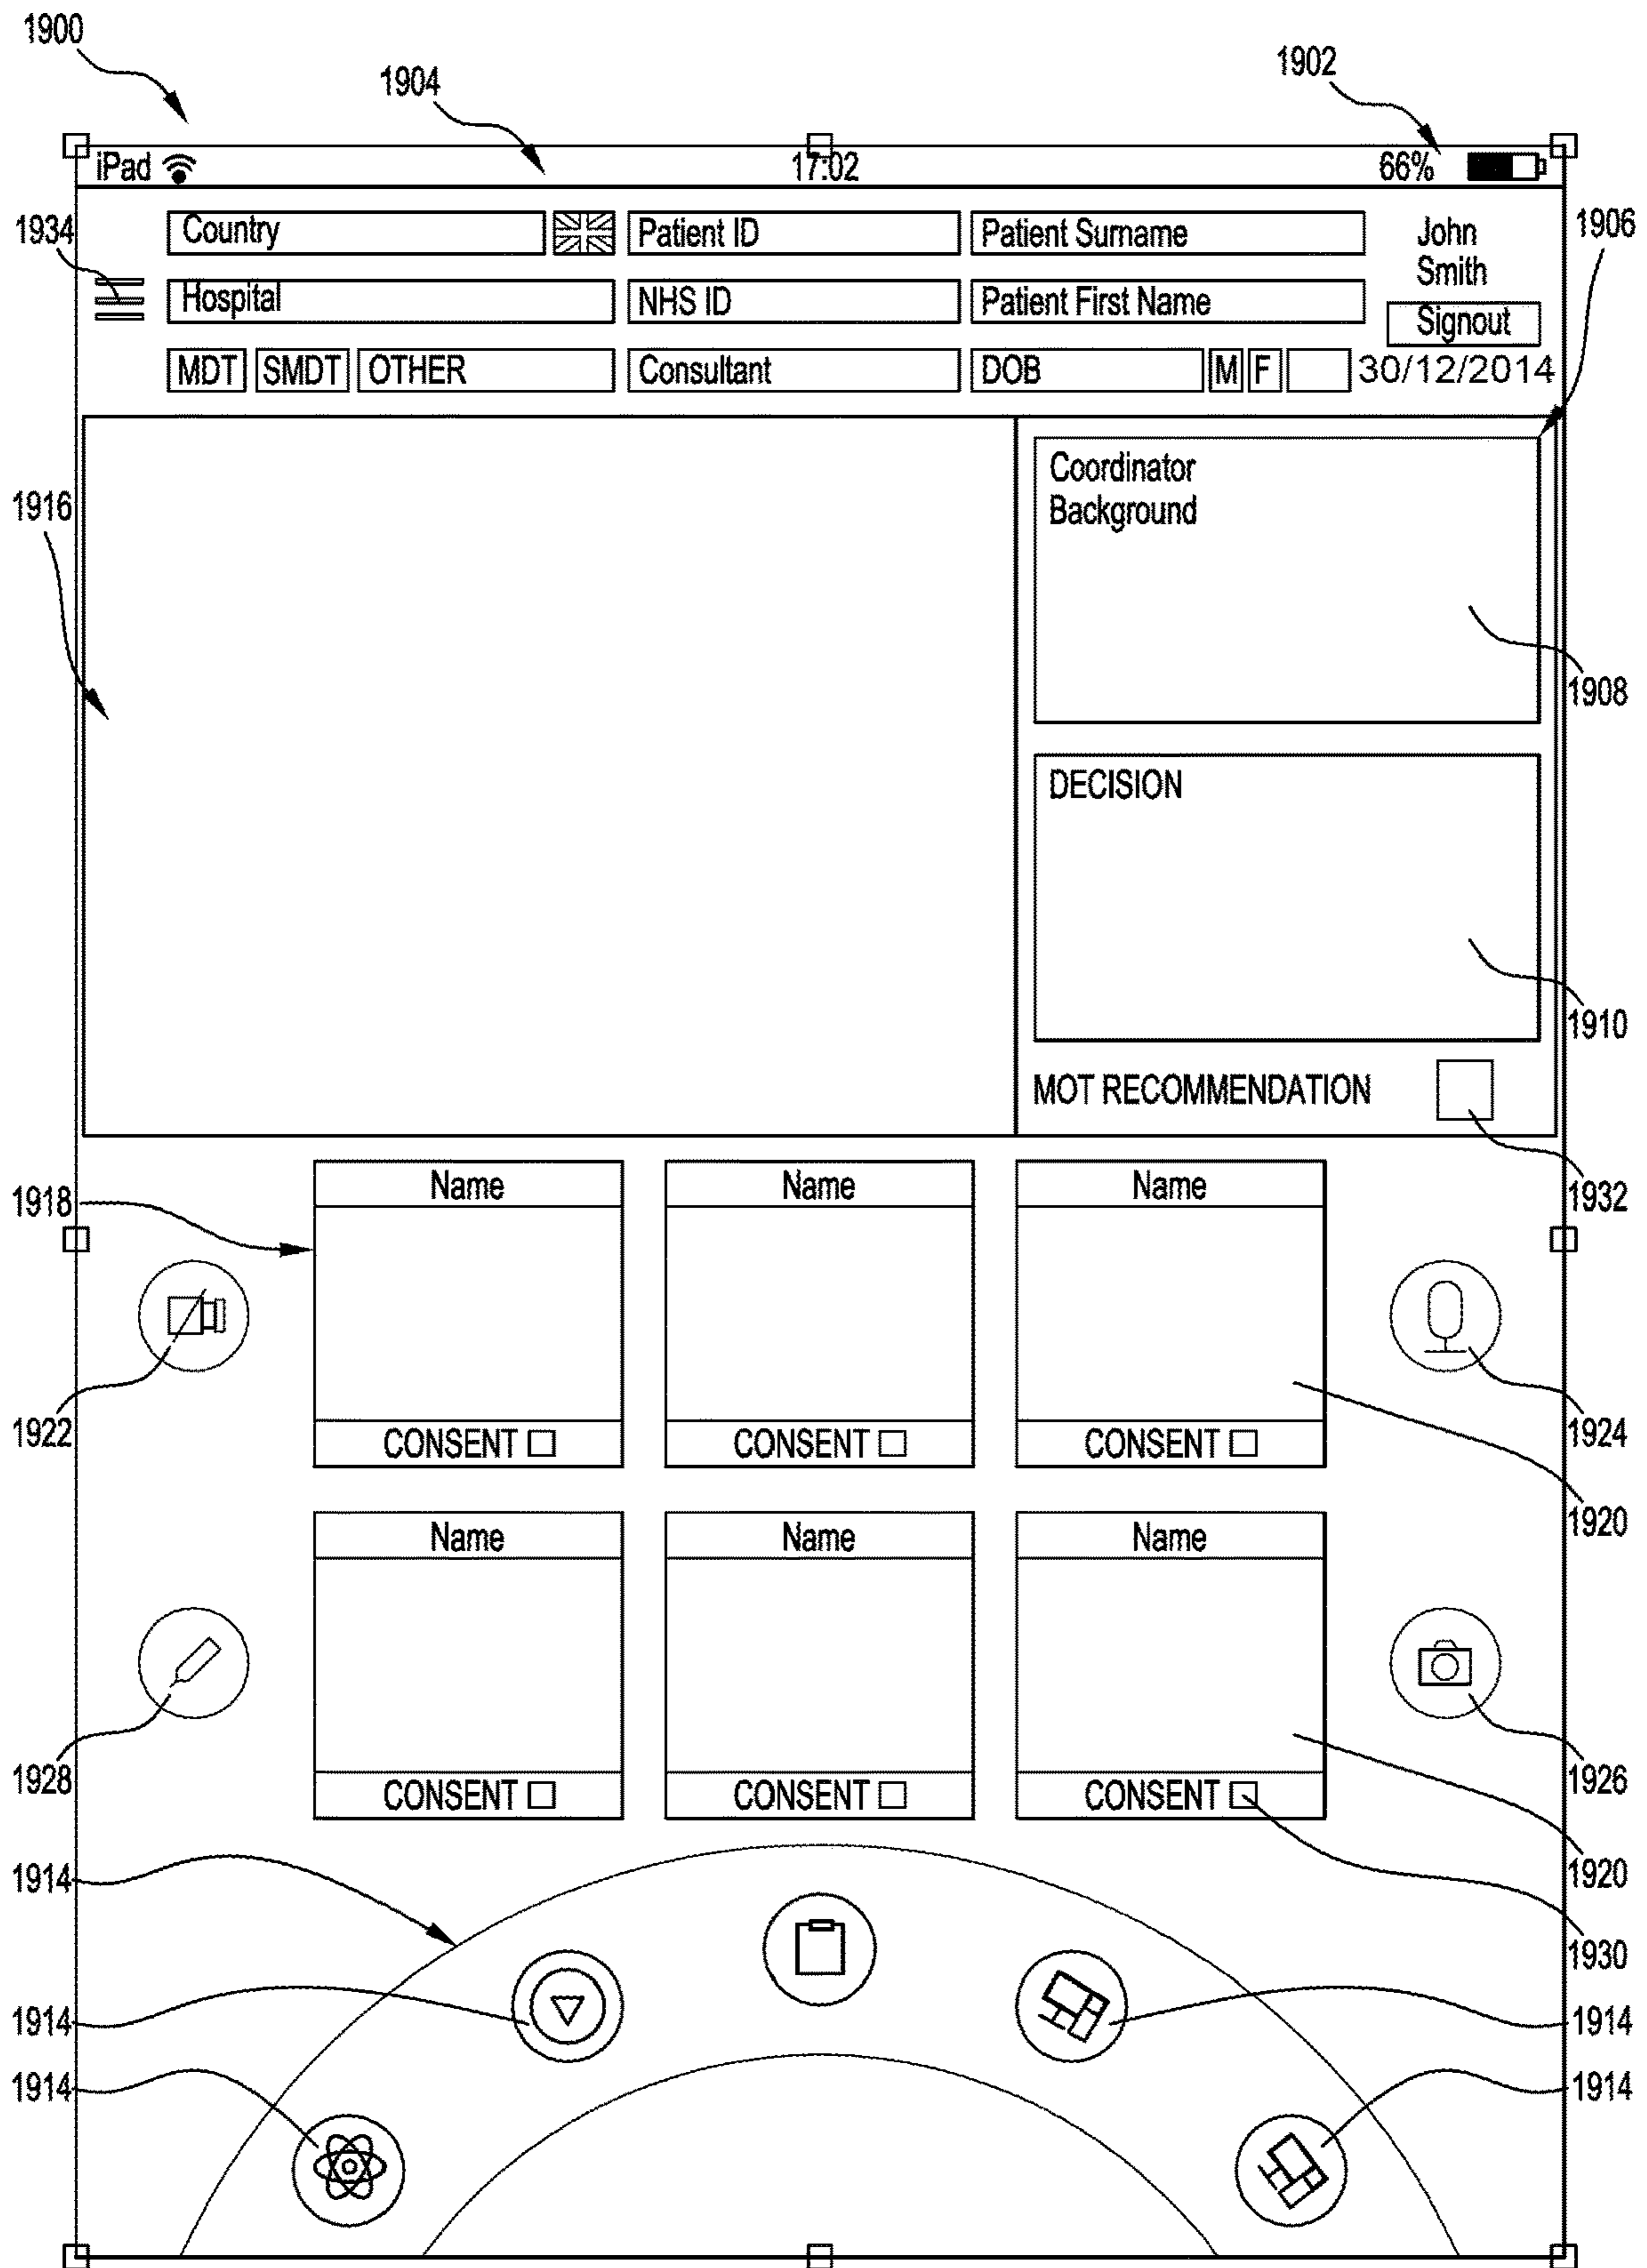 1900
1904
1902
iPad
17:02
66%
1934
Country
Patient ID
Patient Surname
John
Smith
1906
Hospital
NHS ID
Patient First Name
Signout
MDT
SMDT
OTHER
Consultant
DOB
M
F
30/12/2014
1916
Coordinator
Background
1908
DECISION
1910
MOT RECOMMENDATION
1932
1918
Name
Name
Name
1922
1924
CONSENT
CONSENT
CONSENT
1920
Name
Name
Name
1928
1926
CONSENT
CONSENT
CONSENT
1914
1920
1930
1914
1914
1914
1914